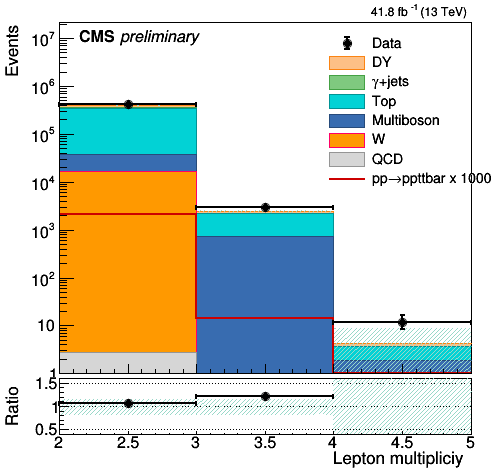 41.8 fb⁻¹ (13 TeV)
CMS preliminary
Events
10⁷
10⁶
10⁵
10⁴
10³
10²
10
1
Data
DY
γ+jets
Top
Multiboson
W
QCD
pp→ppttbar x 1000
Ratio
1.5
1
0.5
2 2.5 3 3.5 4 4.5 5
Lepton multipliciy